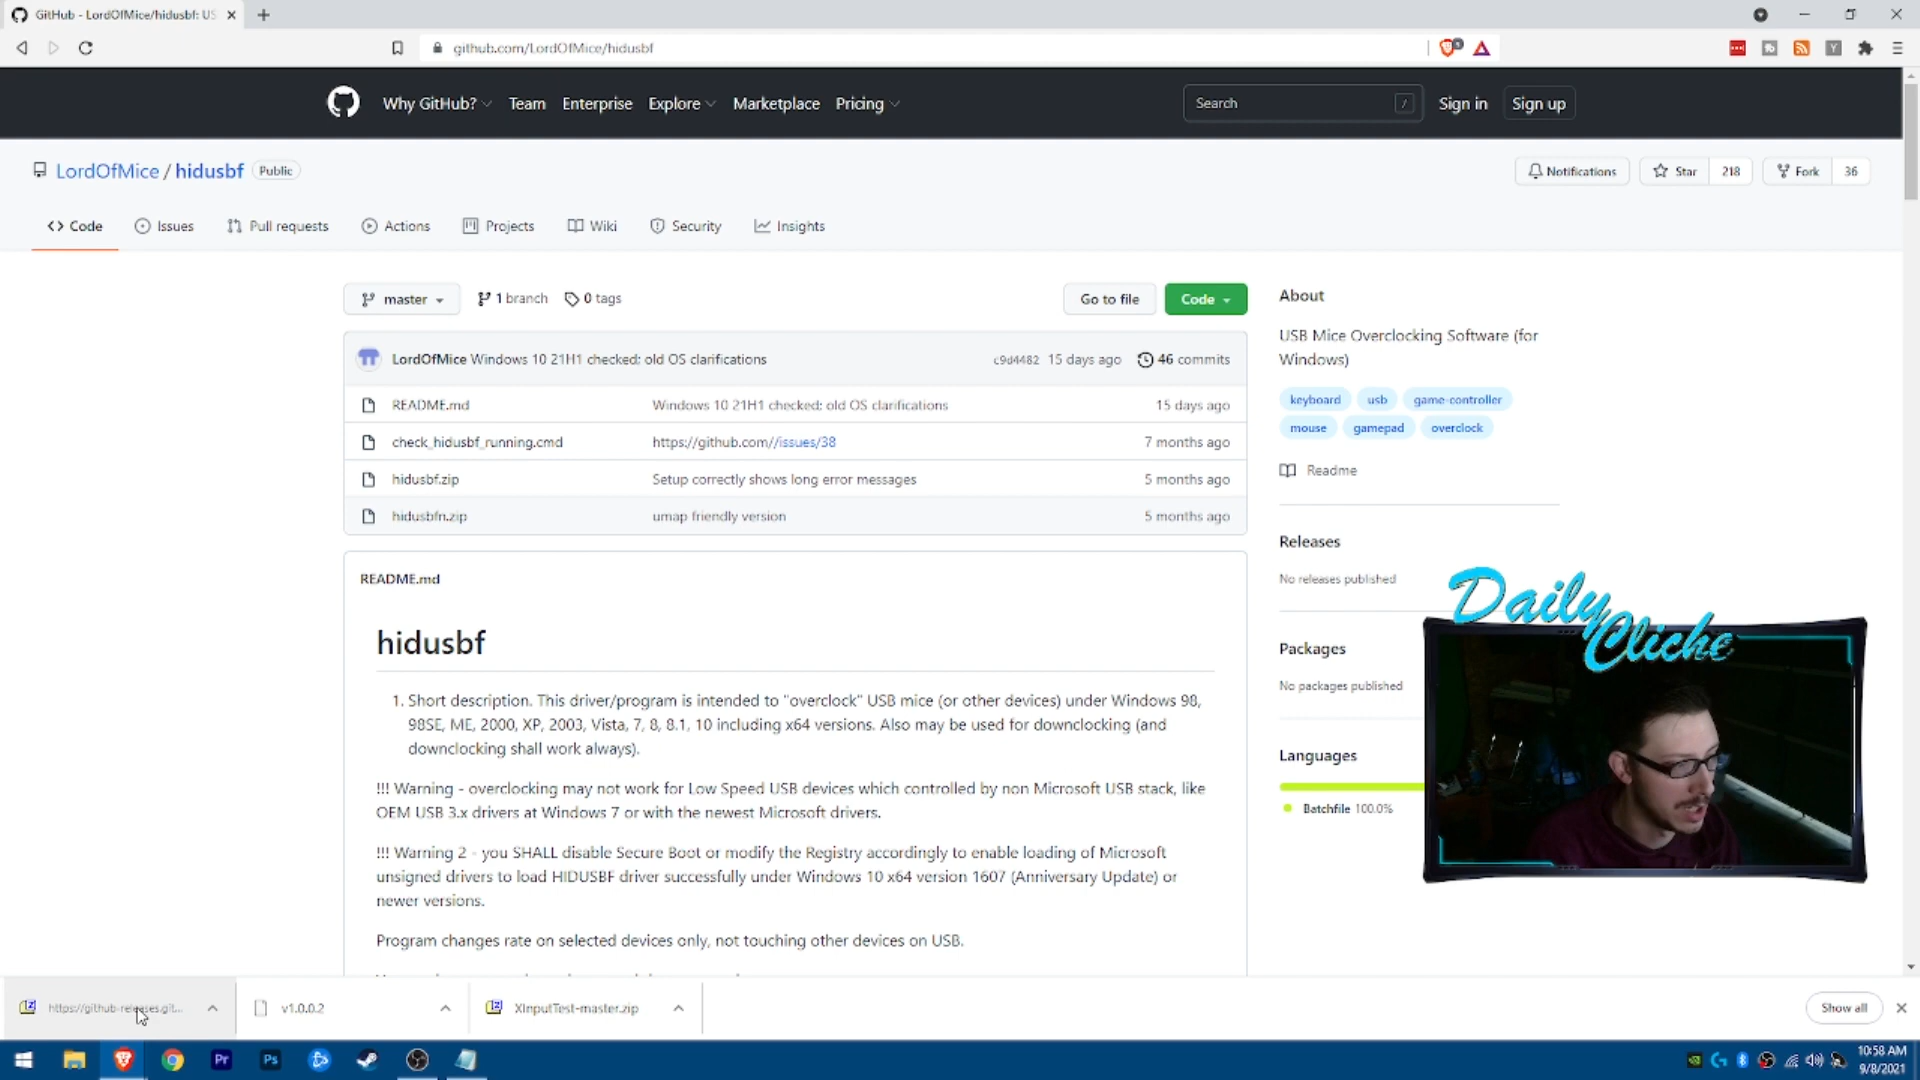 GitHub - LordOfMice/hidusbf: US
github.com/LordOfMice/hidusbf
Why GitHub?
Team
Enterprise
Explore
Marketplace
Pricing
Search
/
Sign in
Sign up
LordOfMice / hidusbf
Public
Notifications
Star
218
Fork
36
Code
Issues
Pull requests
Actions
Projects
Wiki
Security
Insights
master
1 branch
0 tags
Go to file
Code
LordOfMice Windows 10 21H1 checked; old OS clarifications
c9d4482 15 days ago
46 commits
README.md
Windows 10 21H1 checked; old OS clarifications
15 days ago
check_hidusbf_running.cmd
https://github.com//issues/38
7 months ago
hidusbf.zip
Setup correctly shows long error messages
5 months ago
hidusbfn.zip
umap friendly version
5 months ago
README.md
hidusbf
1. Short description. This driver/program is intended to "overclock" USB mice (or other devices) under Windows 98,
98SE, ME, 2000, XP, 2003, Vista, 7, 8, 8.1, 10 including x64 versions. Also may be used for downclocking (and
downclocking shall work always).
!!! Warning - overclocking may not work for Low Speed USB devices which controlled by non Microsoft USB stack, like
OEM USB 3.x drivers at Windows 7 or with the newest Microsoft drivers.
!!! Warning 2 - you SHALL disable Secure Boot or modify the Registry accordingly to enable loading of Microsoft
unsigned drivers to load HIDUSBF driver successfully under Windows 10 x64 version 1607 (Anniversary Update) or
newer versions.
Program changes rate on selected devices only, not touching other devices on USB.
About
USB Mice Overclocking Software (for
Windows)
keyboard
usb
game-controller
mouse
gamepad
overclock
Readme
Releases
No releases published
Packages
No packages published
Languages
Batchfile 100.0%
Daily
Cliche
https://github-releases.git...
v1.0.0.2
XInputTest-master.zip
Show all
Pr
Ps
10:58 AM
9/8/2021